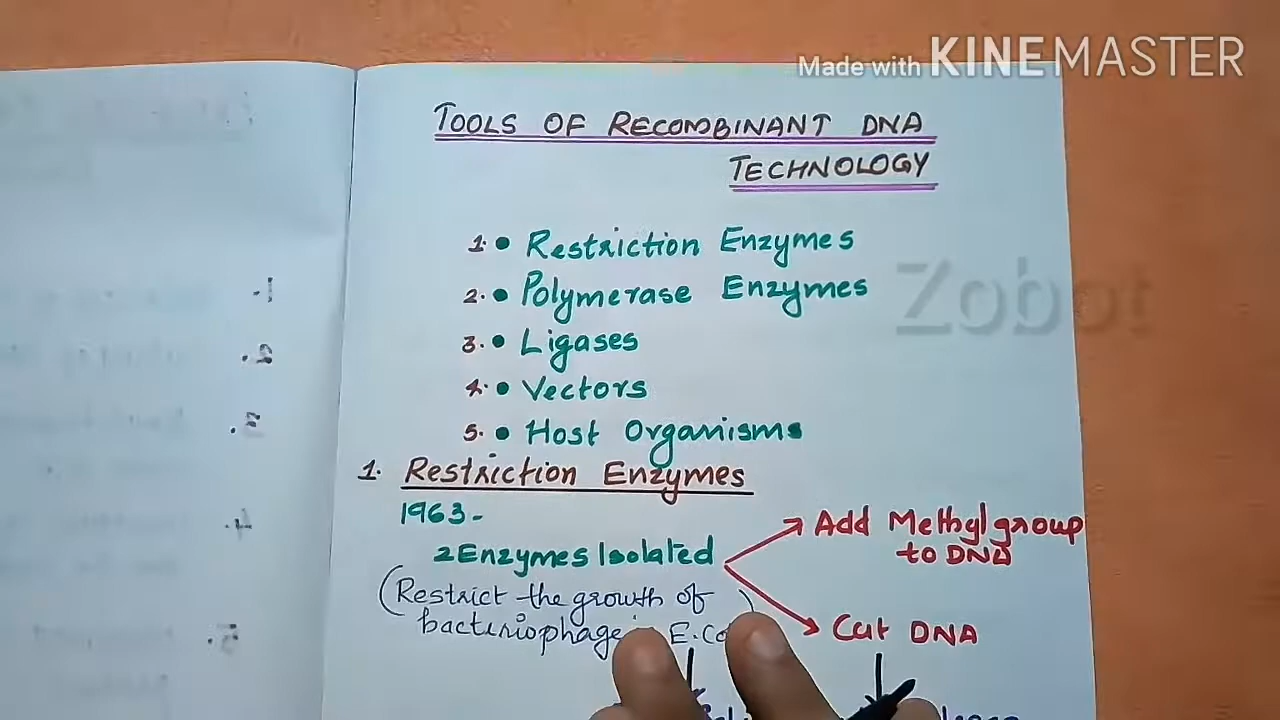 Made with KINEMASTER
TOOLS OF RECOMBINANT DNA
TECHNOLOGY
1. • Restriction Enzymes
2. • Polymerase Enzymes
Zobot
3. • Ligases
4. • Vectors
5. • Host Organisms
1. Restriction Enzymes
1963 -
2 Enzymes Isolated
Add Methyl group
to DNA
(Restrict the growth of
bacteriophage E.Co)
Cut DNA